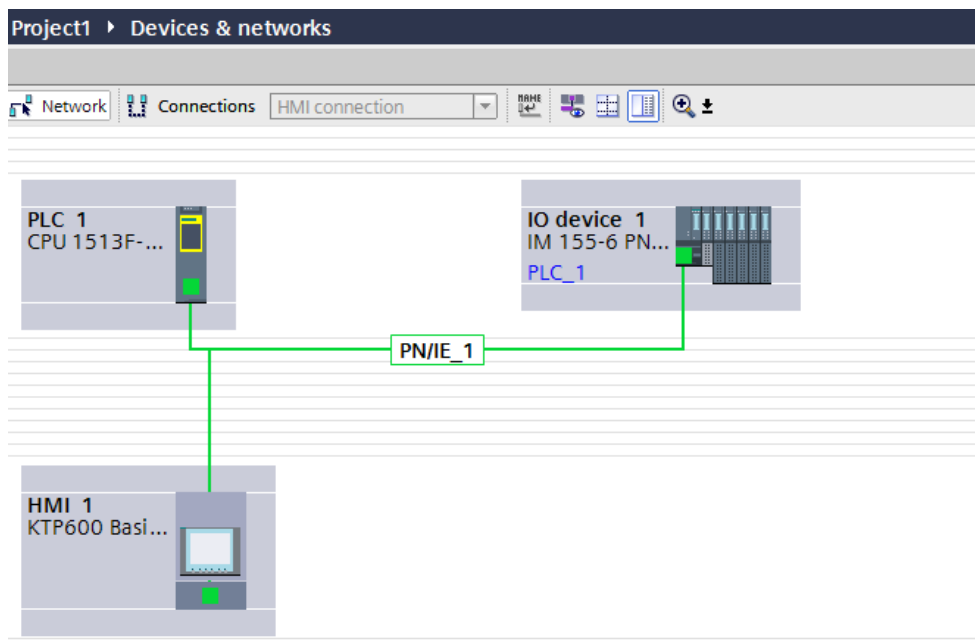 Project1 ▸ Devices & networks
Network Connections HMI connection
NAME
PLC_1
CPU 1513F-...
IO device_1
IM 155-6 PN...
PLC_1
PN/IE_1
HMI_1
KTP600 Basi...